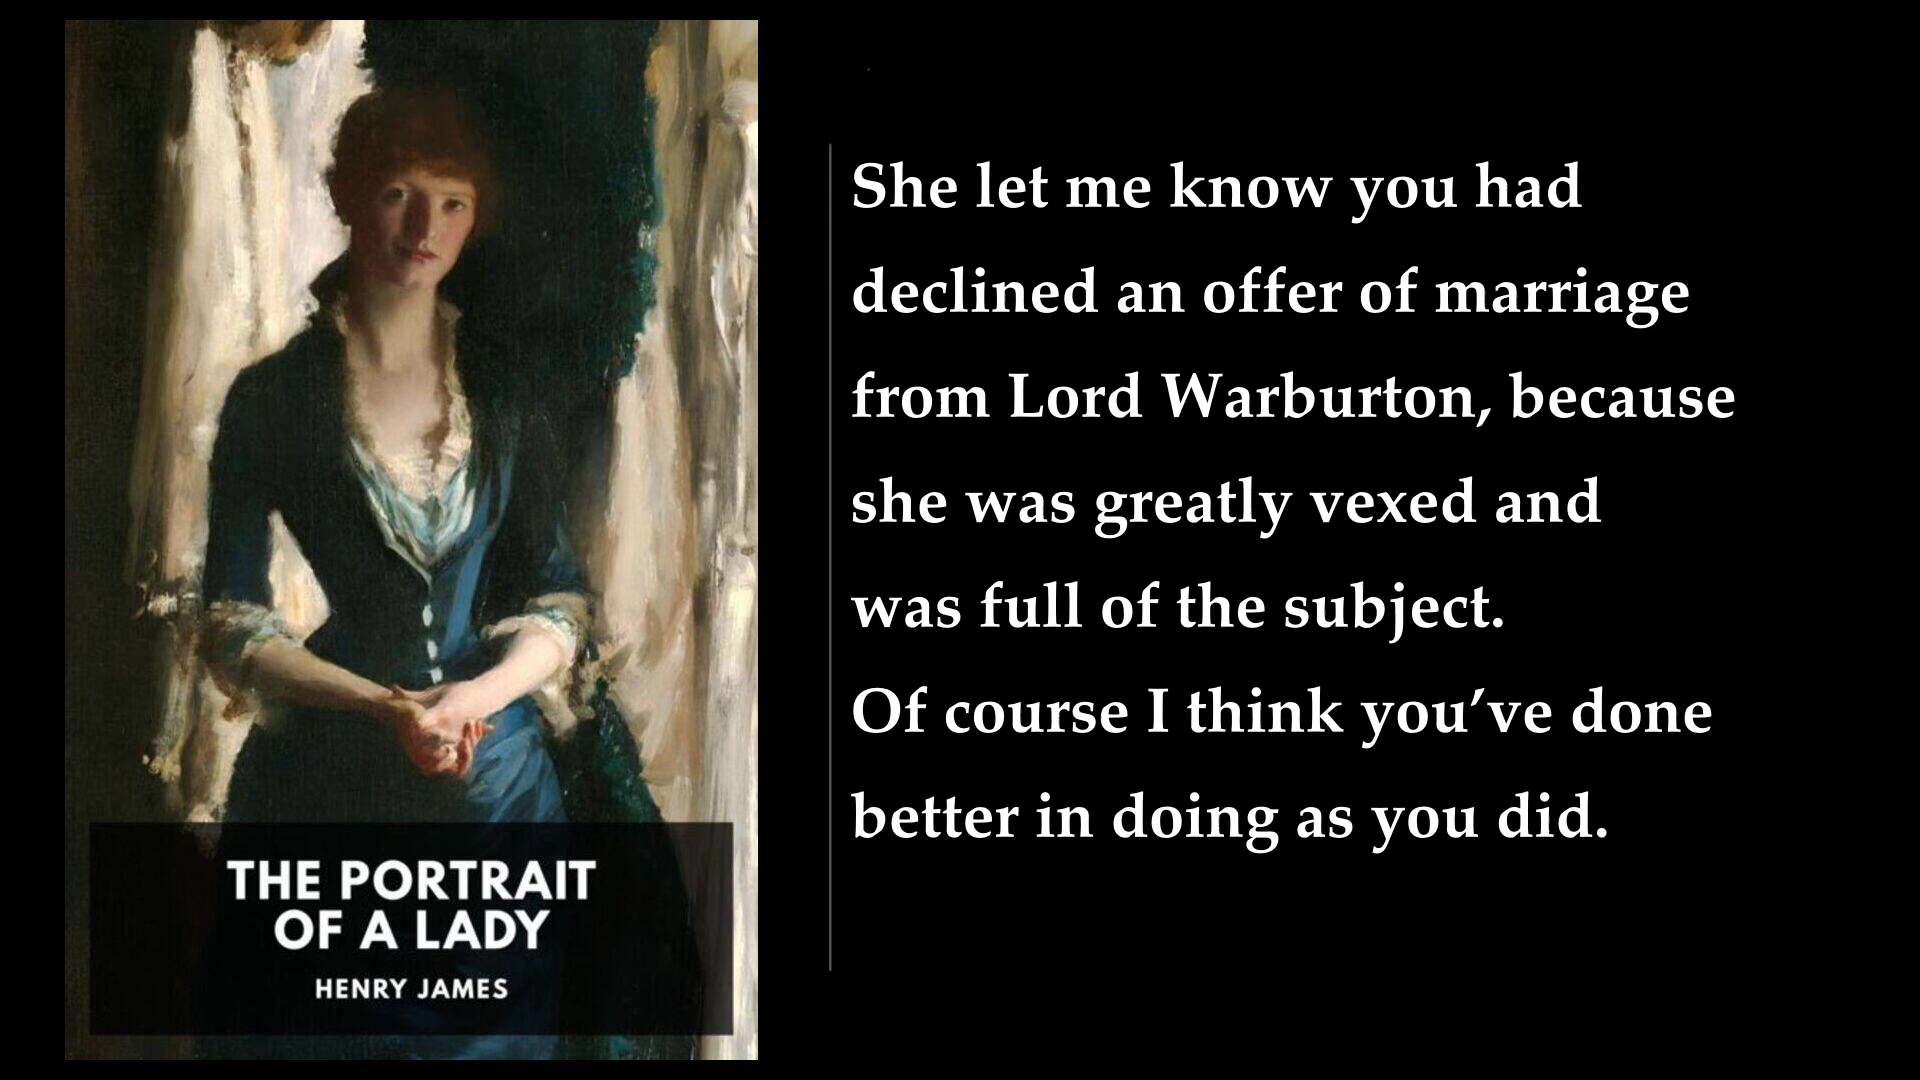 THE PORTRAIT
OF A LADY
HENRY JAMES
She let me know you had
declined an offer of marriage
from Lord Warburton, because
she was greatly vexed and
was full of the subject.
Of course I think you’ve done
better in doing as you did.